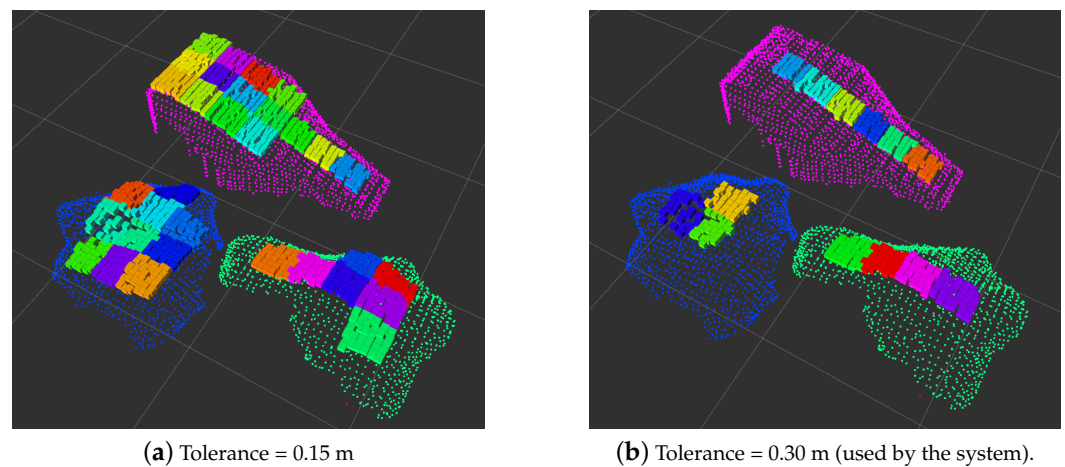 (a) Tolerance = 0.15 m
(b) Tolerance = 0.30 m (used by the system).